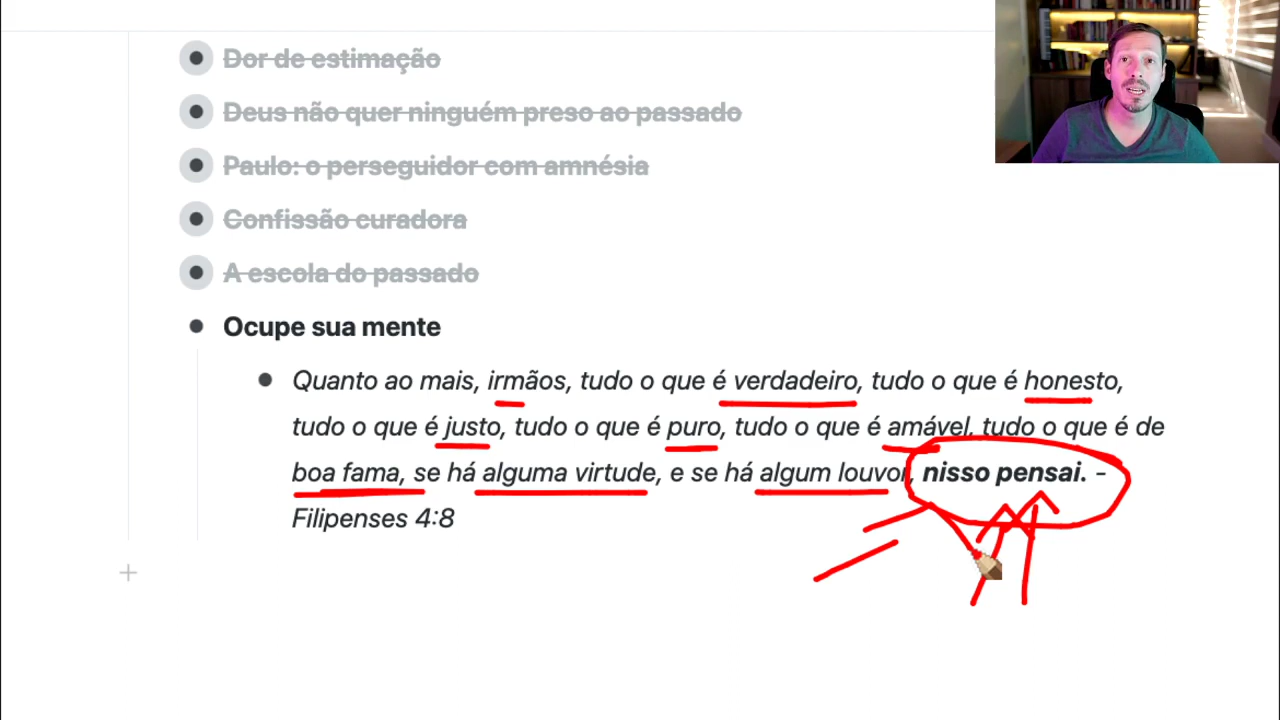 Dor de estimação
Deus não quer ninguém preso ao passado
Paulo: o perseguidor com amnésia
Confissão curadora
A escola do passado
Ocupe sua mente
Quanto ao mais, irmãos, tudo o que é verdadeiro, tudo o que é honesto,
tudo o que é justo, tudo o que é puro, tudo o que é amável, tudo o que é de
boa fama, se há alguma virtude, e se há algum louvor, nisso pensai. -
Filipenses 4:8